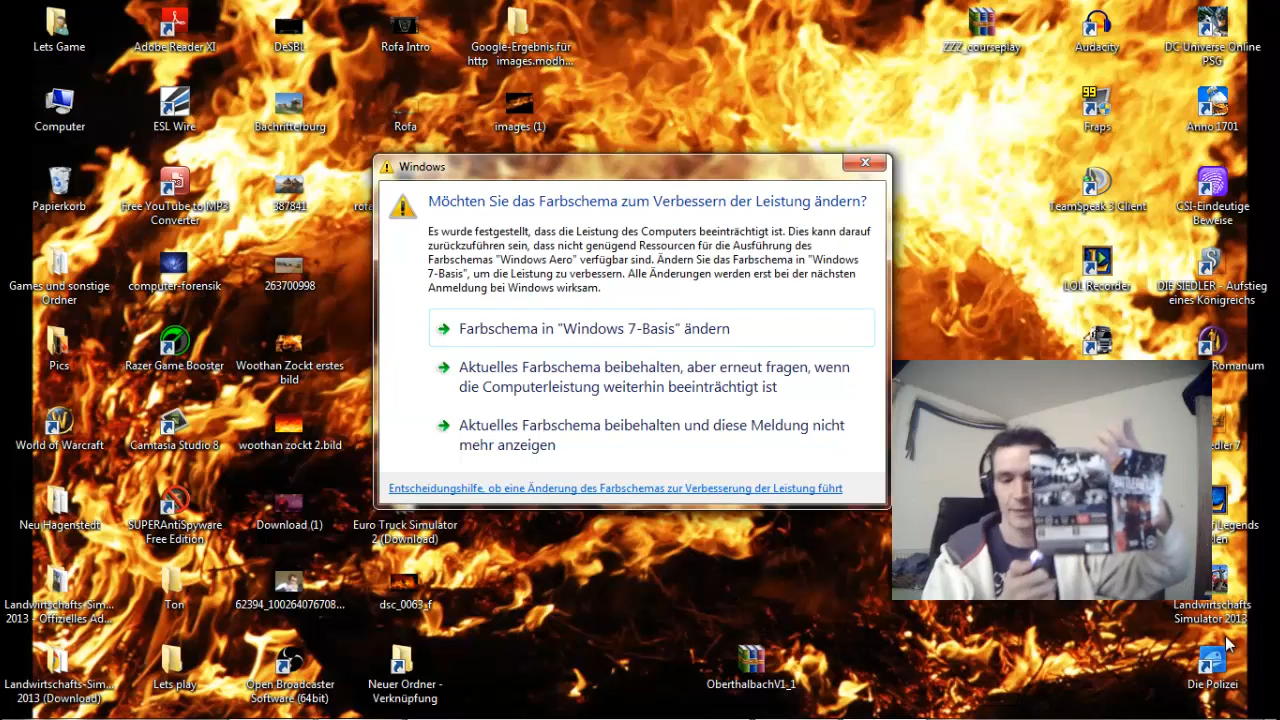 Lets Game
Adobe Reader XI
DeSBL
Rofa Intro
Google-Ergebnis für
http images.modh...
ZZZ_courseplay
Audacity
DC Universe Online
PSG
Computer
ESL Wire
Bachritterburg
Rofa
images (1)
99
Fraps
Anno 1701
Papierkorb
Free YouTube to MP3
Converter
387841
TeamSpeak 3 Client
CSI-Eindeutige
Beweise
Windows
Möchten Sie das Farbschema zum Verbessern der Leistung ändern?
Es wurde festgestellt, dass die Leistung des Computers beeinträchtigt ist. Dies kann darauf
zurückzuführen sein, dass nicht genügend Ressourcen für die Ausführung des
Farbschemas "Windows Aero" verfügbar sind. Ändern Sie das Farbschema in "Windows
7-Basis", um die Leistung zu verbessern. Alle Änderungen werden erst bei der nächsten
Anmeldung bei Windows wirksam.
Farbschema in "Windows 7-Basis" ändern
Aktuelles Farbschema beibehalten, aber erneut fragen, wenn
die Computerleistung weiterhin beeinträchtigt ist
Aktuelles Farbschema beibehalten und diese Meldung nicht
mehr anzeigen
Entscheidungshilfe, ob eine Änderung des Farbschemas zur Verbesserung der Leistung führt
Games und sonstige
Ordner
computer-forensik
263700998
LOL Recorder
DIE SIEDLER - Aufstieg
eines Königreichs
Pics
Razer Game Booster
Woothan Zockt erstes
bild
Romanum
World of Warcraft
Camtasia Studio 8
woothan zockt 2.bild
Neu Hagenstedt
SUPERAntiSpyware
Free Edition
Download (1)
Euro Truck Simulator
2 (Download)
Landwirtschafts-Sim...
2013 - Offizielles Ad...
Ton
62394_100264076708...
dsc_0063-f
Landwirtschafts
Simulator 2013
Landwirtschafts-Sim...
2013 (Download)
Lets play
Open Broadcaster
Software (64bit)
Neuer Ordner -
Verknüpfung
OberthalbachV1_1
Die Polizei